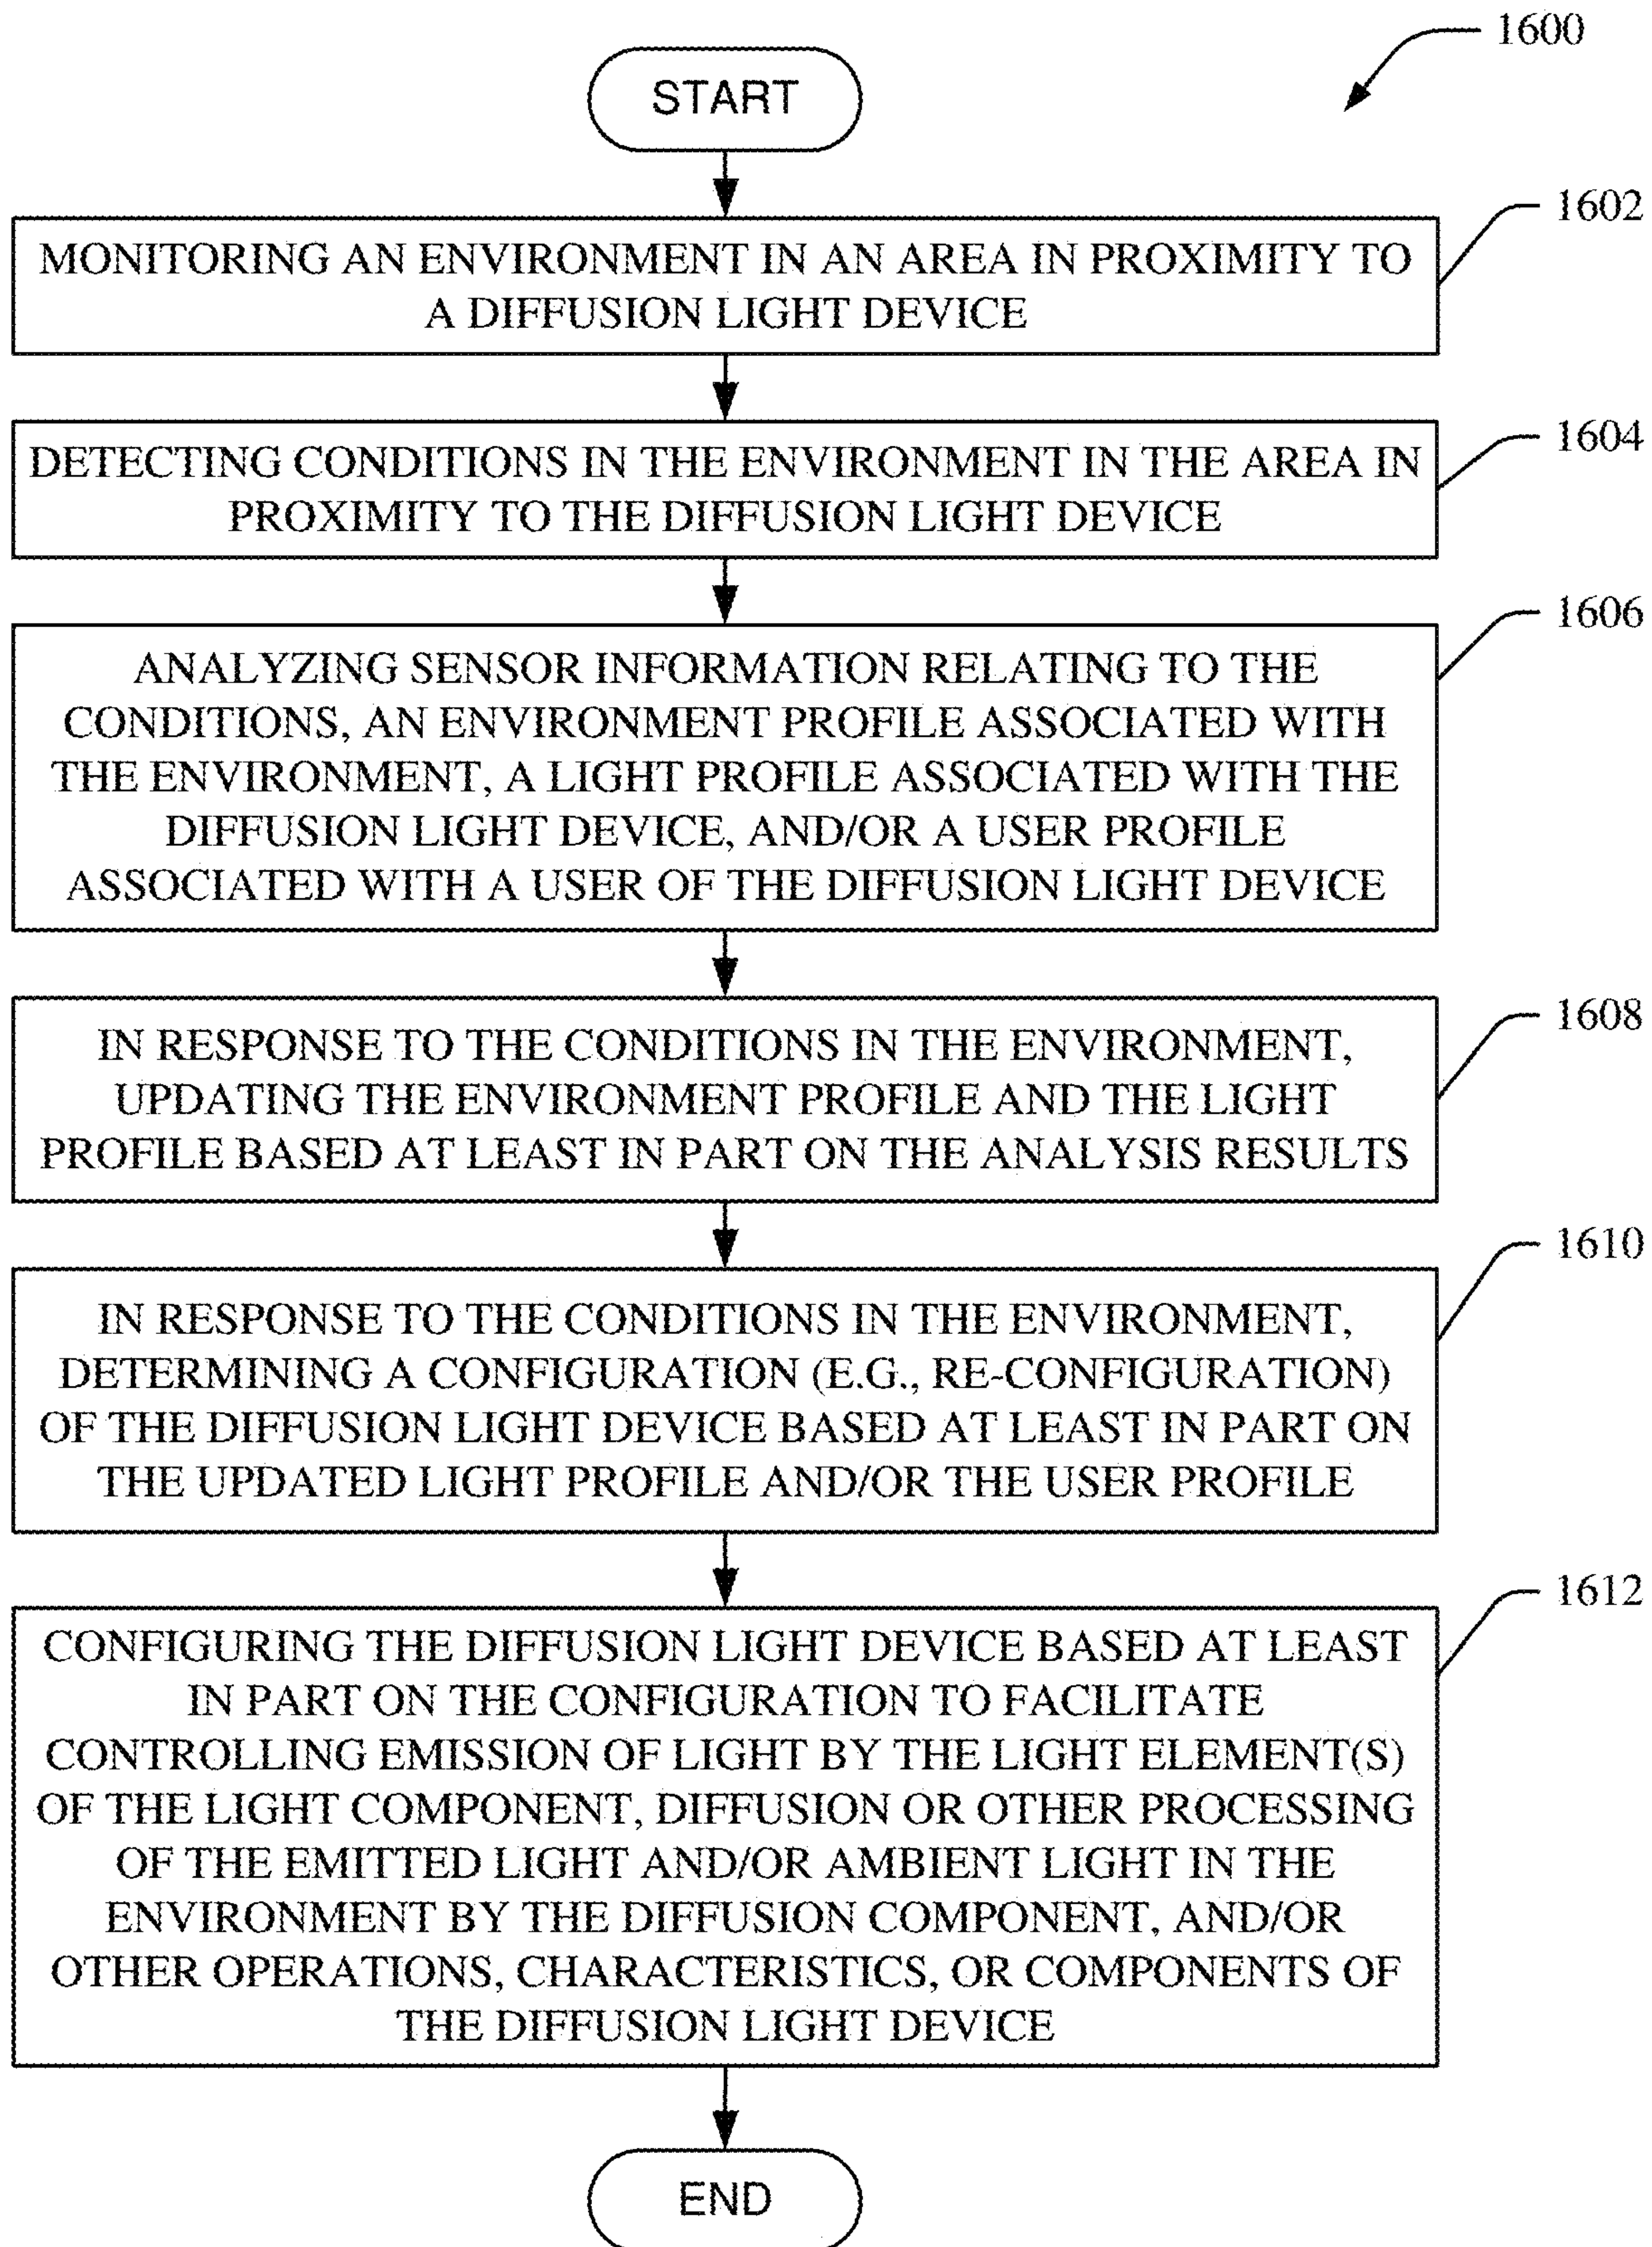 1600
START
1602
MONITORING AN ENVIRONMENT IN AN AREA IN PROXIMITY TO
A DIFFUSION LIGHT DEVICE
1604
DETECTING CONDITIONS IN THE ENVIRONMENT IN THE AREA IN
PROXIMITY TO THE DIFFUSION LIGHT DEVICE
1606
ANALYZING SENSOR INFORMATION RELATING TO THE
CONDITIONS, AN ENVIRONMENT PROFILE ASSOCIATED WITH
THE ENVIRONMENT, A LIGHT PROFILE ASSOCIATED WITH THE
DIFFUSION LIGHT DEVICE, AND/OR A USER PROFILE
ASSOCIATED WITH A USER OF THE DIFFUSION LIGHT DEVICE
1608
IN RESPONSE TO THE CONDITIONS IN THE ENVIRONMENT,
UPDATING THE ENVIRONMENT PROFILE AND THE LIGHT
PROFILE BASED AT LEAST IN PART ON THE ANALYSIS RESULTS
1610
IN RESPONSE TO THE CONDITIONS IN THE ENVIRONMENT,
DETERMINING A CONFIGURATION (E.G., RE-CONFIGURATION)
OF THE DIFFUSION LIGHT DEVICE BASED AT LEAST IN PART ON
THE UPDATED LIGHT PROFILE AND/OR THE USER PROFILE
1612
CONFIGURING THE DIFFUSION LIGHT DEVICE BASED AT LEAST
IN PART ON THE CONFIGURATION TO FACILITATE
CONTROLLING EMISSION OF LIGHT BY THE LIGHT ELEMENT(S)
OF THE LIGHT COMPONENT, DIFFUSION OR OTHER PROCESSING
OF THE EMITTED LIGHT AND/OR AMBIENT LIGHT IN THE
ENVIRONMENT BY THE DIFFUSION COMPONENT, AND/OR
OTHER OPERATIONS, CHARACTERISTICS, OR COMPONENTS OF
THE DIFFUSION LIGHT DEVICE
END